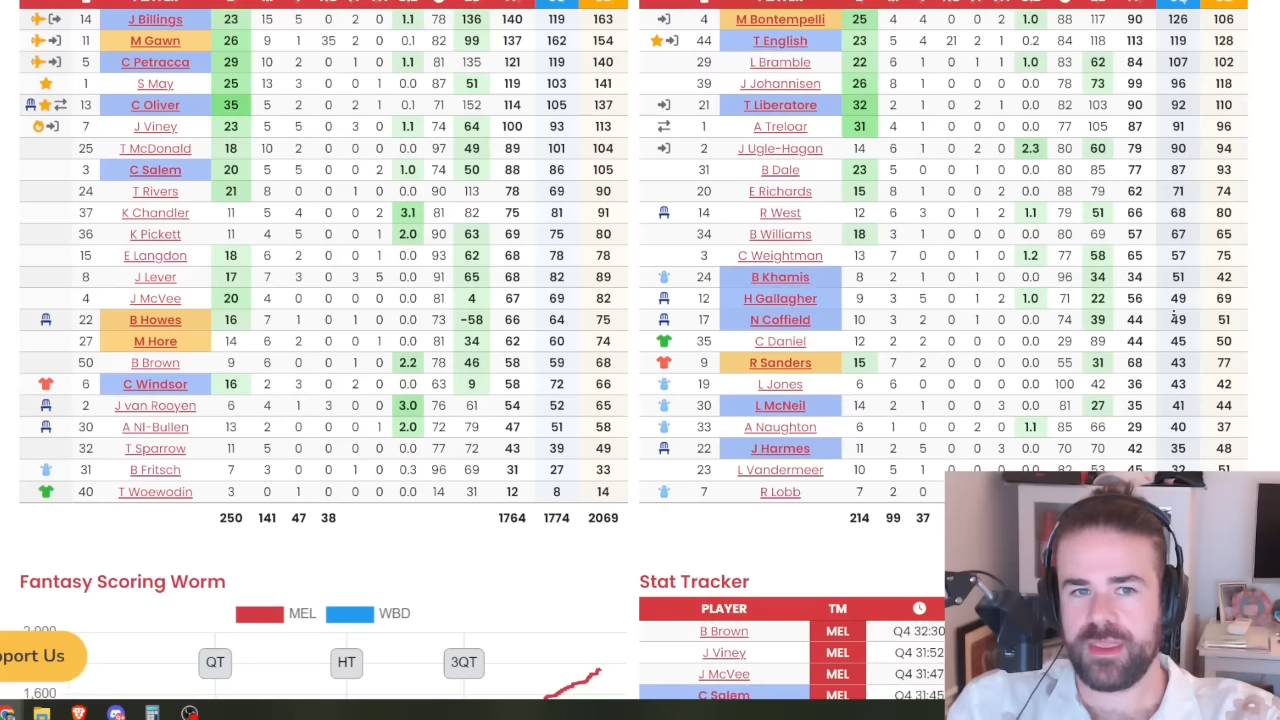 14 J Billings 23 15 5 0 2 0 1.1 78 136 140 119 163
11 M Gawn 26 9 1 35 2 0 0.1 82 99 137 162 154
5 C Petracca 29 10 2 0 1 0 1.1 81 135 121 119 140
1 S May 25 13 3 0 0 0 0.0 87 51 119 103 141
13 C Oliver 35 5 2 0 2 1 0.1 71 152 114 105 137
7 J Viney 23 5 5 0 3 0 1.1 74 64 100 93 113
25 T McDonald 18 10 2 0 0 0 0.0 97 49 89 101 104
3 C Salem 20 5 5 0 0 2 1.0 74 50 88 86 105
24 T Rivers 21 8 0 0 1 0 0.0 90 113 78 69 90
37 K Chandler 11 5 4 0 0 2 3.1 81 82 75 81 91
36 K Pickett 11 4 5 0 0 1 2.0 90 63 69 75 80
15 E Langdon 18 6 2 0 0 1 0.0 93 62 68 78 78
8 J Lever 17 7 3 0 3 5 0.0 91 65 68 82 89
4 J McVee 20 4 0 0 0 0 0.0 81 4 67 69 82
22 B Howes 16 7 1 0 1 0 0.0 73 -58 66 64 75
27 M Hore 14 6 2 0 0 1 0.0 81 34 62 60 74
50 B Brown 9 6 0 0 1 0 2.2 78 46 58 59 68
6 C Windsor 16 2 3 0 2 0 0.0 63 9 58 72 66
2 J van Rooyen 6 4 1 3 0 0 3.0 76 61 54 52 65
30 A NI-Bullen 13 2 0 0 0 1 2.0 72 79 47 51 58
32 T Sparrow 11 5 0 0 0 0 0.0 77 72 43 39 49
31 B Fritsch 7 3 0 0 1 0 0.3 96 69 31 27 33
40 T Woewodin 3 0 1 0 0 0 0.0 14 31 12 8 14
250 141 47 38 1764 1774 2069
4 M Bontempelli 25 4 4 0 0 2 1.0 88 117 90 126 106
44 T English 23 5 4 21 2 1 0.2 84 118 113 119 128
29 L Bramble 22 6 1 0 1 1 1.0 83 62 84 107 102
39 J Johannisen 26 8 1 0 0 0 0.0 78 73 99 96 118
21 T Liberatore 32 2 1 0 2 1 0.0 82 103 90 92 110
1 A Treloar 31 4 1 0 0 0 0.0 77 105 87 91 96
2 J Ugle-Hagan 14 6 1 0 2 0 2.3 80 60 79 90 94
31 B Dale 23 5 0 0 1 0 0.0 80 85 77 87 93
20 E Richards 15 8 1 0 0 2 0.0 88 79 62 71 74
14 R West 12 6 3 0 1 2 1.1 79 51 66 68 80
34 B Williams 18 3 1 0 1 0 0.0 80 69 57 67 65
3 C Weightman 13 7 0 0 1 0 1.2 77 58 65 57 75
24 B Khamis 8 2 1 0 1 1 0.0 96 34 34 51 42
12 H Gallagher 9 3 5 0 1 2 1.0 71 22 56 49 69
17 N Coffield 10 3 2 0 1 0 0.0 74 39 44 49 51
35 C Daniel 12 2 2 0 0 0 0.0 29 89 44 45 50
9 R Sanders 15 7 2 0 0 0 0.0 55 31 68 43 77
19 L Jones 6 6 0 0 0 0 0.0 100 42 36 43 42
30 L McNeil 14 2 1 0 0 3 0.0 81 27 35 41 44
33 A Naughton 6 1 0 0 2 0 1.1 85 66 29 40 37
22 J Harmes 11 2 5 0 0 3 0.0 70 70 42 35 48
23 L Vandermeer 10 5 1
7 R Lobb 7 2 0
214 99 37
Fantasy Scoring Worm
MEL WBD
QT HT 3QT
1,600
port Us
Stat Tracker
PLAYER TM
B Brown MEL Q4 32:30
J Viney MEL Q4 31:52
J McVee MEL Q4 31:47
C Salem MEL Q4 31:45